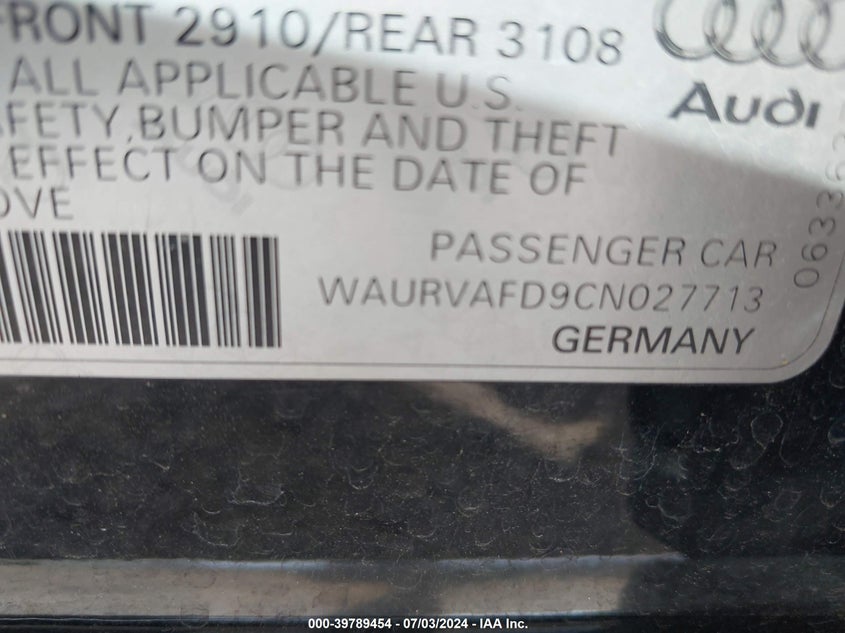 FRONT 2910/REAR 3108
Audi
ALL APPLICABLE U.S.
AFETY,BUMPER AND THEFT
EFFECT ON THE DATE OF
OVE
PASSENGER CAR
WAURVAFD9CN027713
GERMANY
000-39789454 - 07/03/2024 - IAA Inc.